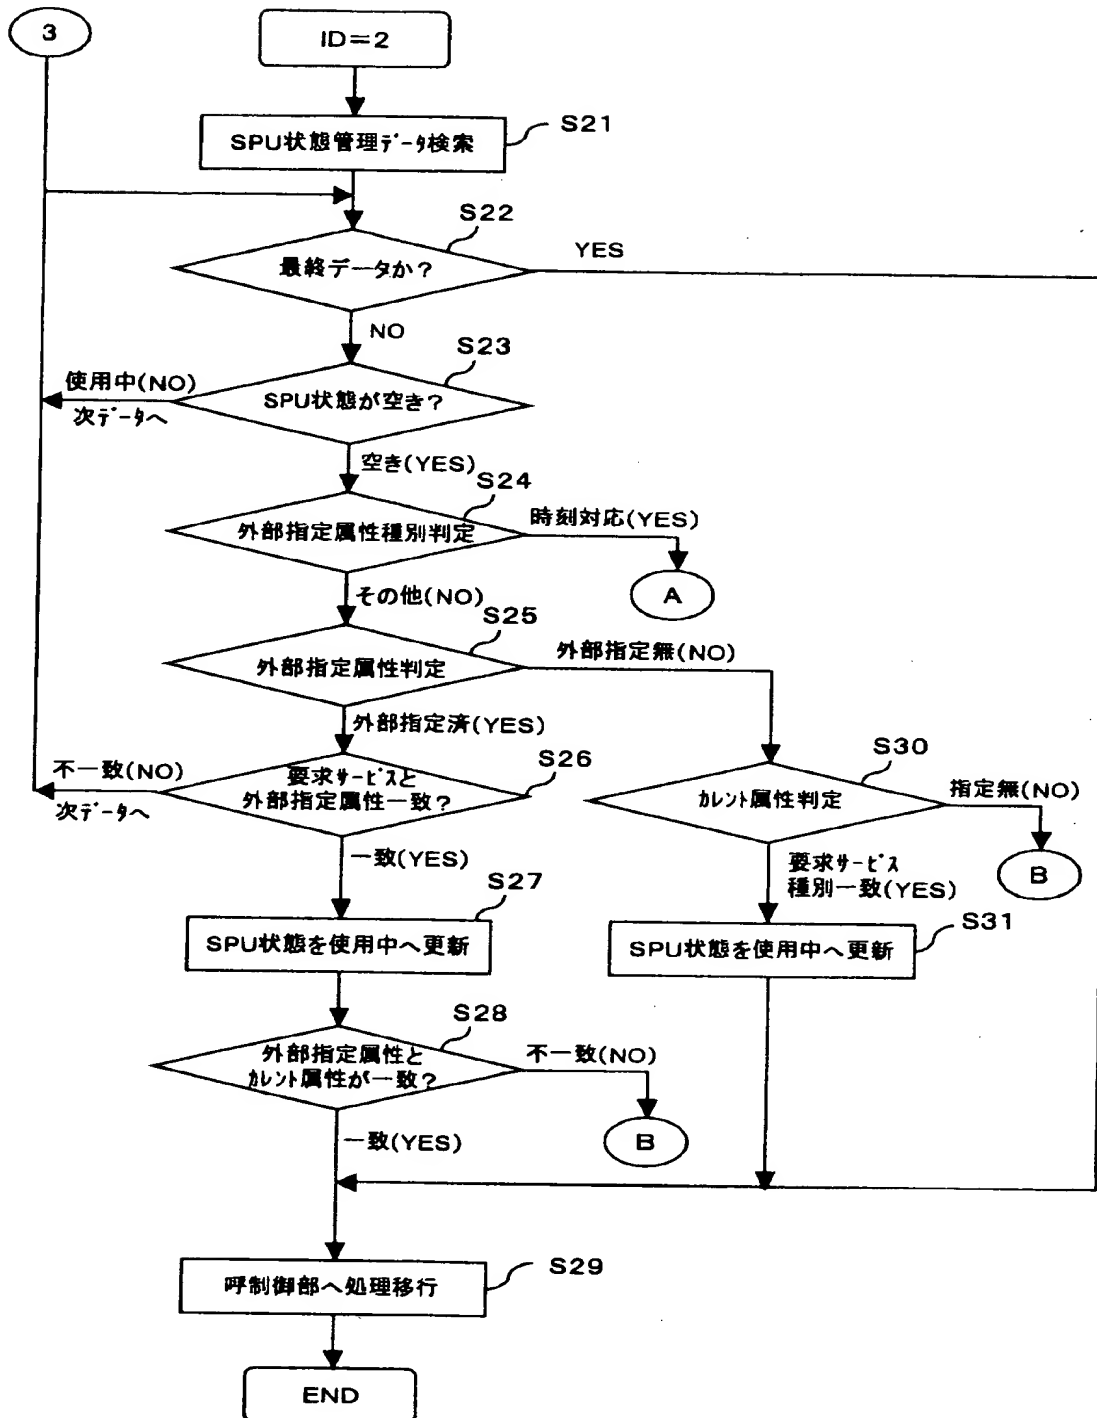 3
ID=2
SPU状態管理データ検索
S21
S22
最終データか？
YES
NO
S23
使用中(NO)
次データへ
SPU状態が空き？
空き(YES)
S24
外部指定属性種別判定
時刻対応(YES)
A
その他(NO)
S25
外部指定属性判定
外部指定無(NO)
外部指定済(YES)
S26
不一致(NO)
次データへ
要求サービスと
外部指定属性一致？
S30
カレント属性判定
指定無(NO)
B
一致(YES)
要求サービス
種別一致(YES)
S27
SPU状態を使用中へ更新
S31
SPU状態を使用中へ更新
S28
外部指定属性と
カレント属性が一致？
不一致(NO)
B
一致(YES)
呼制御部へ処理移行
S29
END